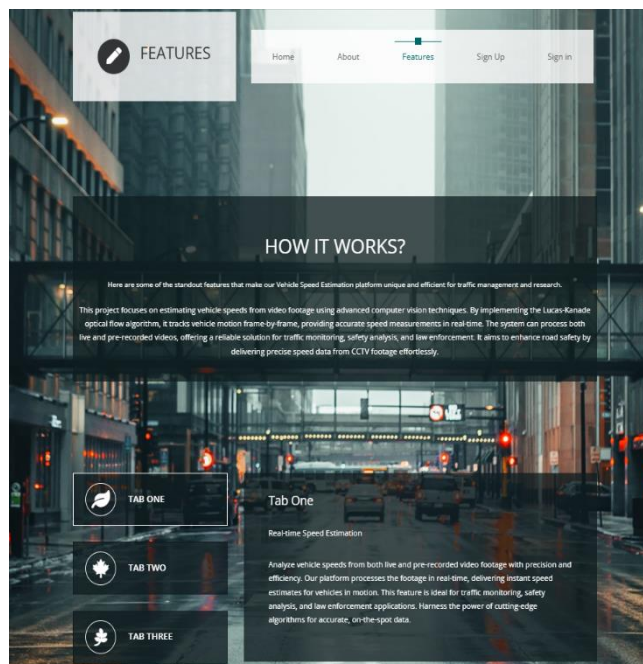 FEATURES
Home About Features Sign Up Sign in
HOW IT WORKS?
Here are some of the standout features that make our Vehicle Speed Estimation platform unique and efficient for traffic management and research.
This project focuses on estimating vehicle speeds from video footage using advanced computer vision techniques. By implementing the Lucas-Kanade
optical flow algorithm, it tracks vehicle motion frame-by-frame, providing accurate speed measurements in real-time. The system can process both
live and pre-recorded videos, offering a reliable solution for traffic monitoring, safety analysis, and law enforcement. It aims to enhance road safety by
delivering precise speed data from CCTV footage effortlessly.
TAB ONE
TAB TWO
TAB THREE
Tab One
Real-time Speed Estimation
Analyze vehicle speeds from both live and pre-recorded video footage with precision and
efficiency. Our platform processes the footage in real-time, delivering instant speed
estimates for vehicles in motion. This feature is ideal for traffic monitoring, safety
analysis, and law enforcement applications. Harness the power of cutting-edge
algorithms for accurate, on-the-spot data.